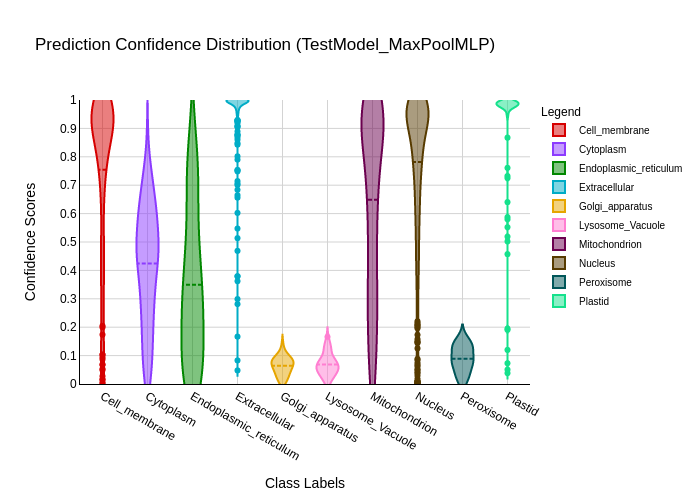 Prediction Confidence Distribution (TestModel_MaxPoolMLP)
Confidence Scores
1
0.9
0.8
0.7
0.6
0.5
0.4
0.3
0.2
0.1
0
Cell_membrane
Cytoplasm
Endoplasmic_reticulum
Extracellular
Golgi_apparatus
Lysosome_Vacuole
Mitochondrion
Nucleus
Peroxisome
Plastid
Class Labels
Legend
Cell_membrane
Cytoplasm
Endoplasmic_reticulum
Extracellular
Golgi_apparatus
Lysosome_Vacuole
Mitochondrion
Nucleus
Peroxisome
Plastid